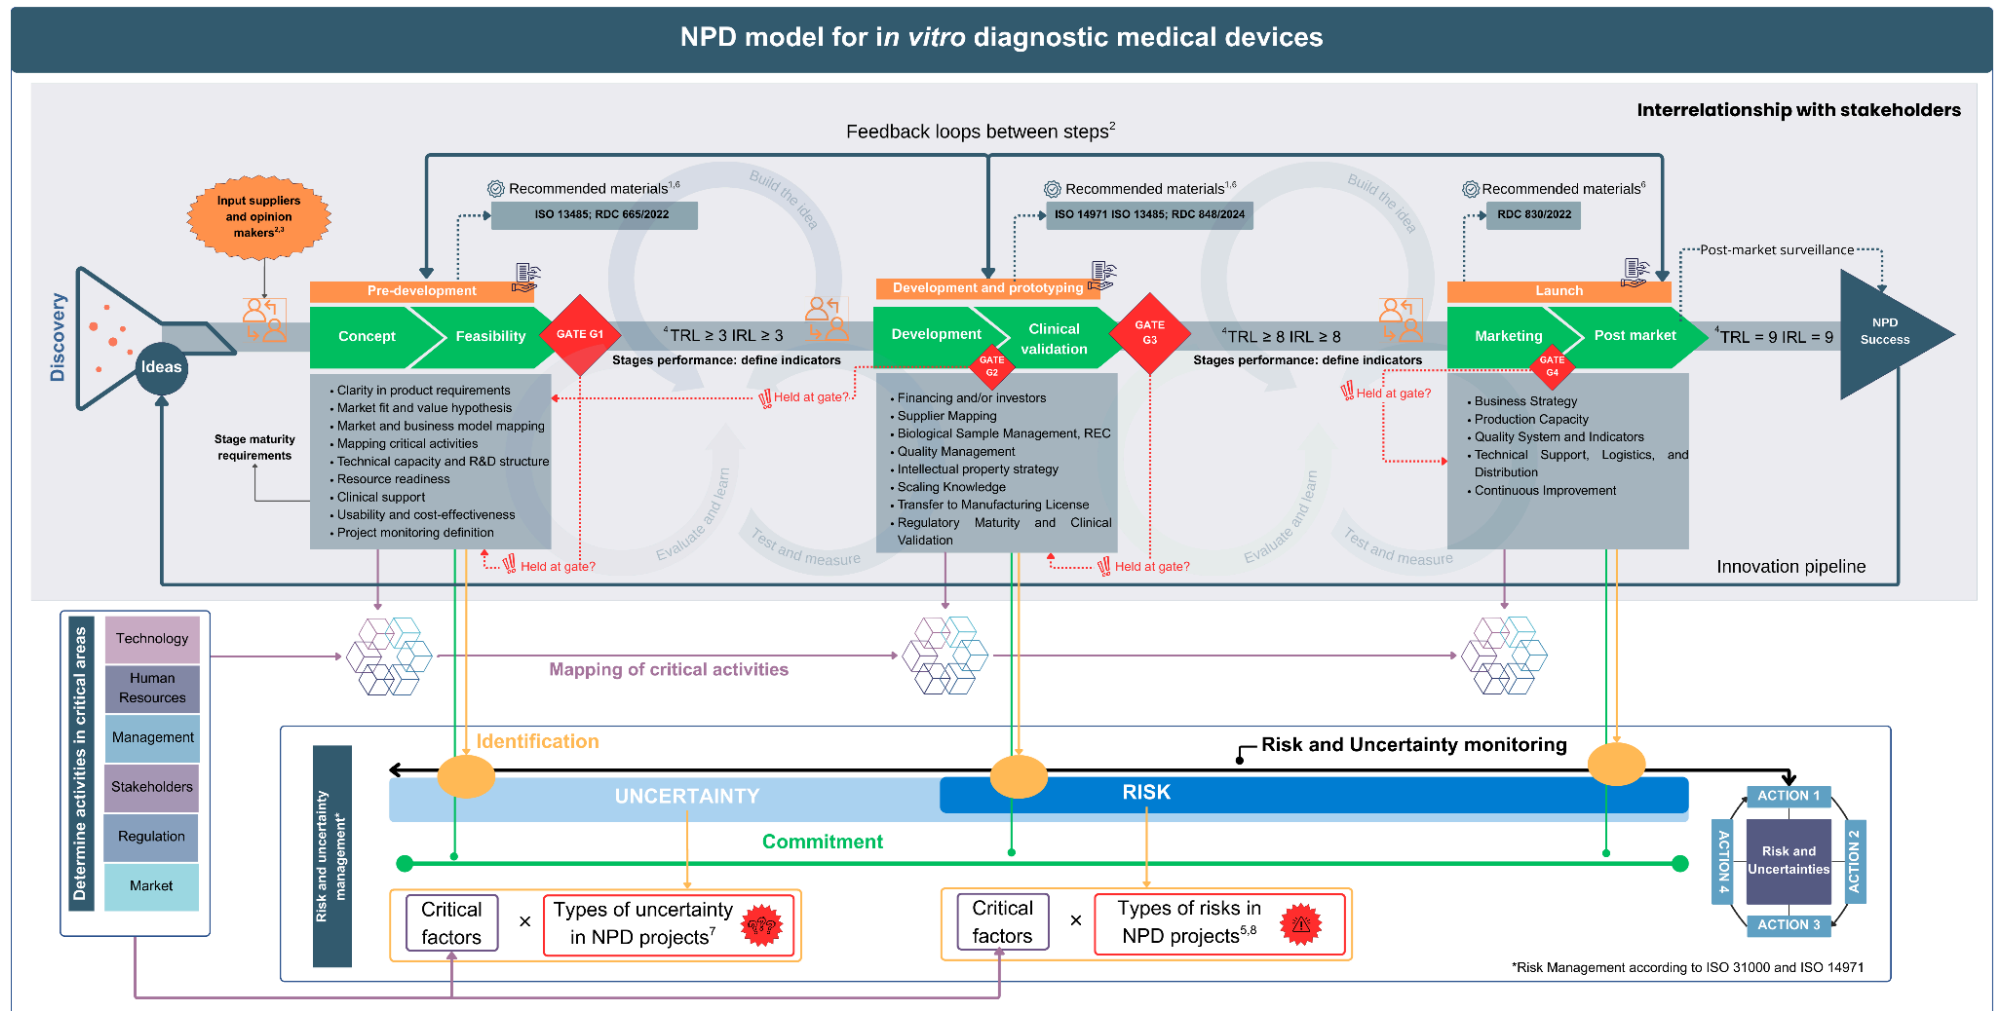 NPD model for in vitro diagnostic medical devices
Interrelationship with stakeholders
Feedback loops between steps2
Input suppliers
and opinion
makers2,3
Recommended materials1,6
ISO 13485; RDC 665/2022
Build the idea
Recommended materials1,6
ISO 14971 ISO 13485; RDC 848/2024
Build the idea
Recommended materials6
RDC 830/2022
Post-market surveillance
Discovery
Ideas
Pre-development
Concept
Feasibility
GATE G1
4TRL ≥ 3 IRL ≥ 3
Stages performance: define indicators
Development and prototyping
Development
Clinical
validation
GATE
G2
GATE
G3
4TRL ≥ 8 IRL ≥ 8
Stages performance: define indicators
Launch
Marketing
Post market
GATE
G4
4TRL = 9 IRL = 9
NPD
Success
Stage maturity
requirements
• Clarity in product requirements
• Market fit and value hypothesis
• Market and business model mapping
• Mapping critical activities
• Technical capacity and R&D structure
• Resource readiness
• Clinical support
• Usability and cost-effectiveness
• Project monitoring definition
Held at gate?
Held at gate?
Evaluate and learn
Test and measure
• Financing and/or investors
• Supplier Mapping
• Biological Sample Management, REC
• Quality Management
• Intellectual property strategy
• Scaling Knowledge
• Transfer to Manufacturing License
• Regulatory Maturity and Clinical
Validation
Held at gate?
Held at gate?
Evaluate and learn
Test and measure
• Business Strategy
• Production Capacity
• Quality System and Indicators
• Technical Support, Logistics, and
Distribution
• Continuous Improvement
Innovation pipeline
Determine activities in critical areas
Technology
Human
Resources
Management
Stakeholders
Regulation
Market
Mapping of critical activities
Risk and uncertainty
management*
Identification
Risk and Uncertainty monitoring
UNCERTAINTY
RISK
Commitment
Critical
factors
×
Types of uncertainty
in NPD projects7
???
Critical
factors
×
Types of risks in
NPD projects5,8
ACTION 1
ACTION 2
ACTION 3
ACTION 4
Risk and
Uncertainties
*Risk Management according to ISO 31000 and ISO 14971